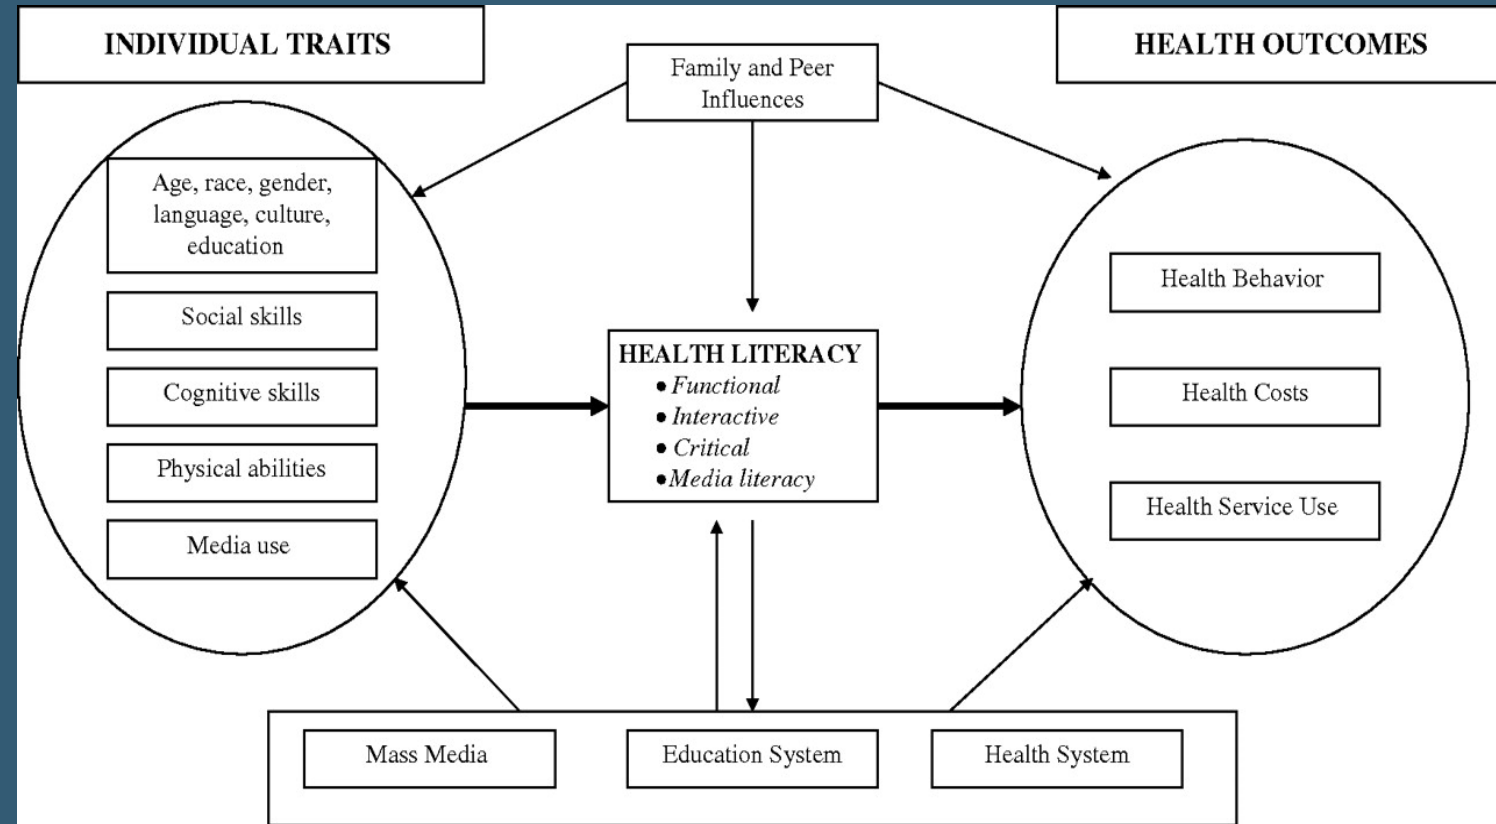 INDIVIDUAL TRAITS
Family and Peer
Influences
HEALTH OUTCOMES
Age, race, gender,
language, culture,
education
Social skills
Cognitive skills
Physical abilities
Media use
HEALTH LITERACY
• Functional
• Interactive
• Critical
• Media literacy
Health Behavior
Health Costs
Health Service Use
Mass Media
Education System
Health System